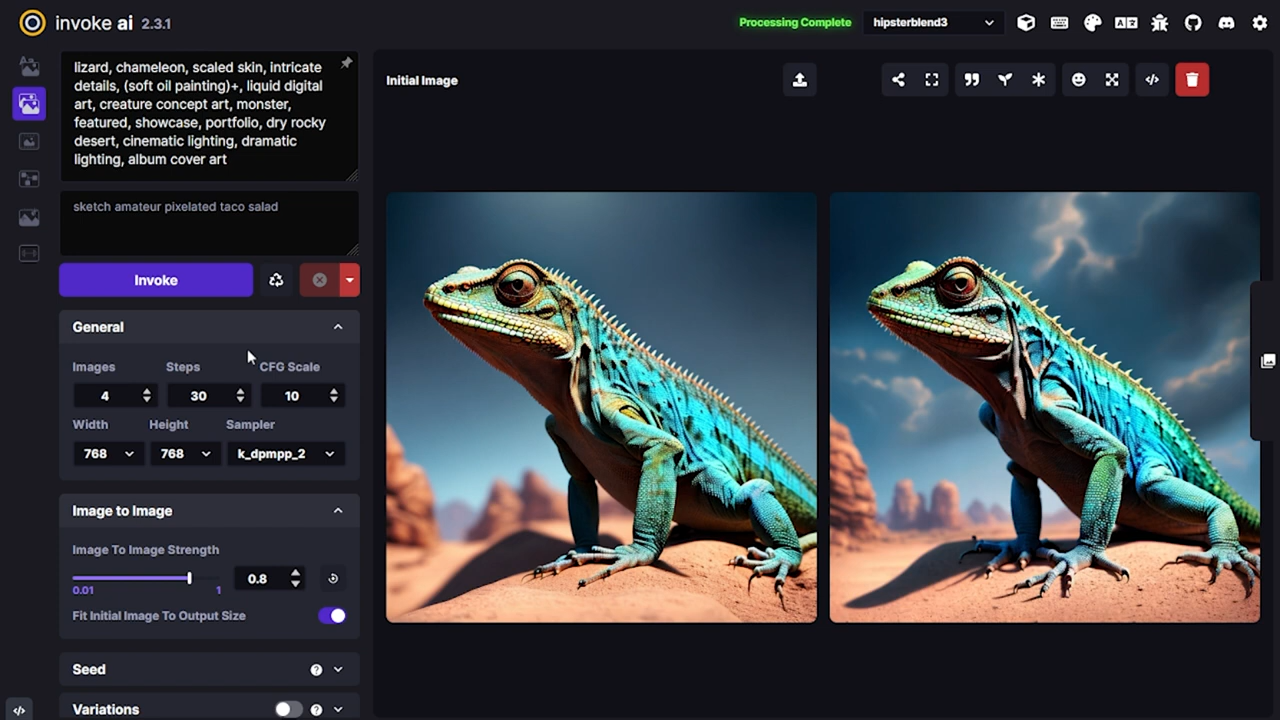 invoke ai 2.3.1
Processing Complete
hipsterblend3
lizard, chameleon, scaled skin, intricate
details, (soft oil painting)+, liquid digital
art, creature concept art, monster,
featured, showcase, portfolio, dry rocky
desert, cinematic lighting, dramatic
lighting, album cover art
sketch amateur pixelated taco salad
Invoke
General
Images Steps CFG Scale
4 30 10
Width Height Sampler
768 768 k_dpmpp_2
Image to Image
Image To Image Strength
0.8
0.01 1
Fit Initial Image To Output Size
Seed
Variations
Initial Image